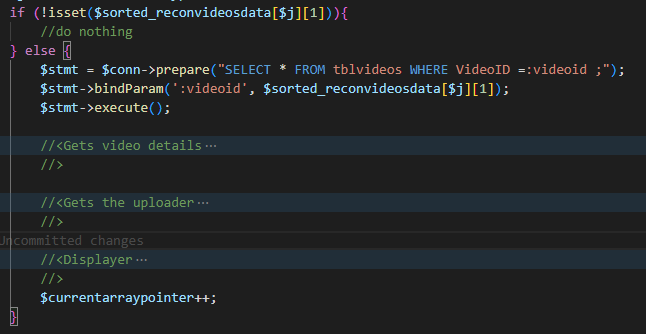 if (!isset($sorted_reconvideosdata[$j][1])){
//do nothing
} else {
$stmt = $conn->prepare("SELECT * FROM tblvideos WHERE VideoID =:videoid ;");
$stmt->bindParam(':videoid', $sorted_reconvideosdata[$j][1]);
$stmt->execute();
//<Gets video details…
//>
//<Gets the uploader…
//>
Uncommitted changes
//<Displayer…
//>
$currentarraypointer++;
}